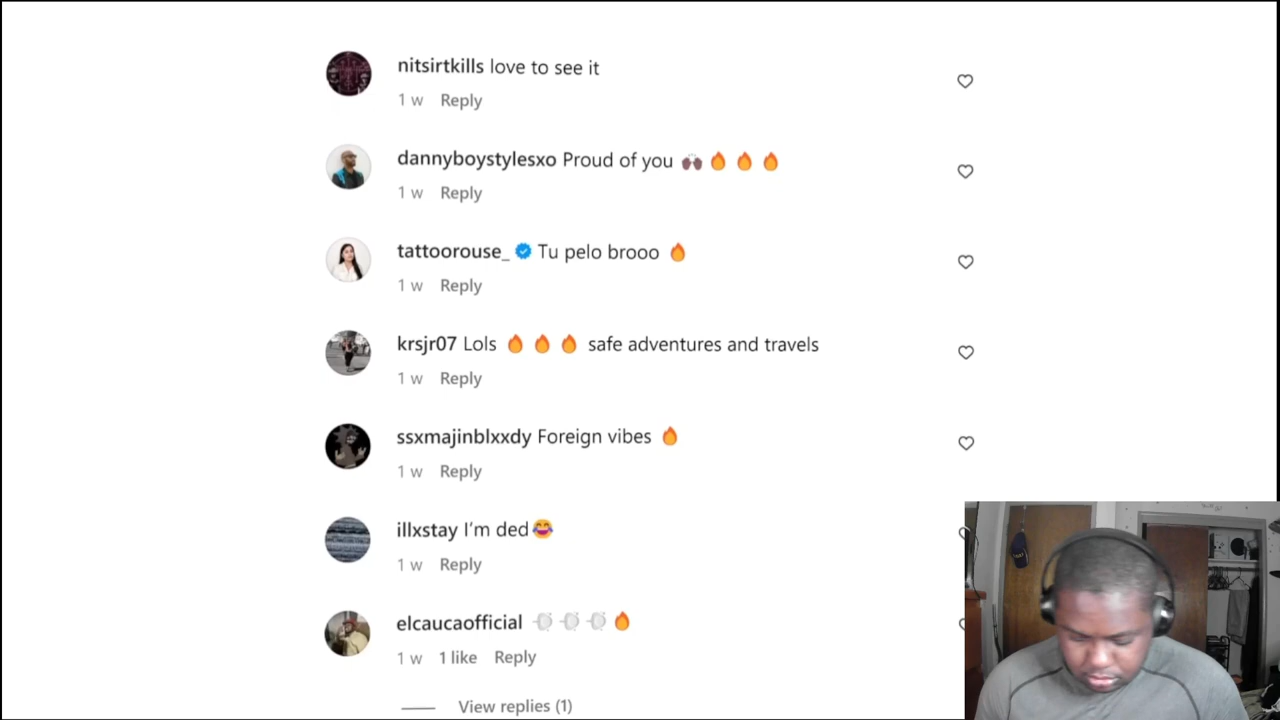 nitsirtkills love to see it
1 w Reply
dannyboystylesxo Proud of you 🙌🏿🔥🔥🔥
1 w Reply
tattoorouse_ Tu pelo brooo 🔥
1 w Reply
krsjr07 Lols 🔥🔥🔥 safe adventures and travels
1 w Reply
ssxmajinblxxdy Foreign vibes 🔥
1 w Reply
illxstay I'm ded😂
1 w Reply
elcaucaofficial 💨💨💨🔥
1 w 1 like Reply
View replies (1)